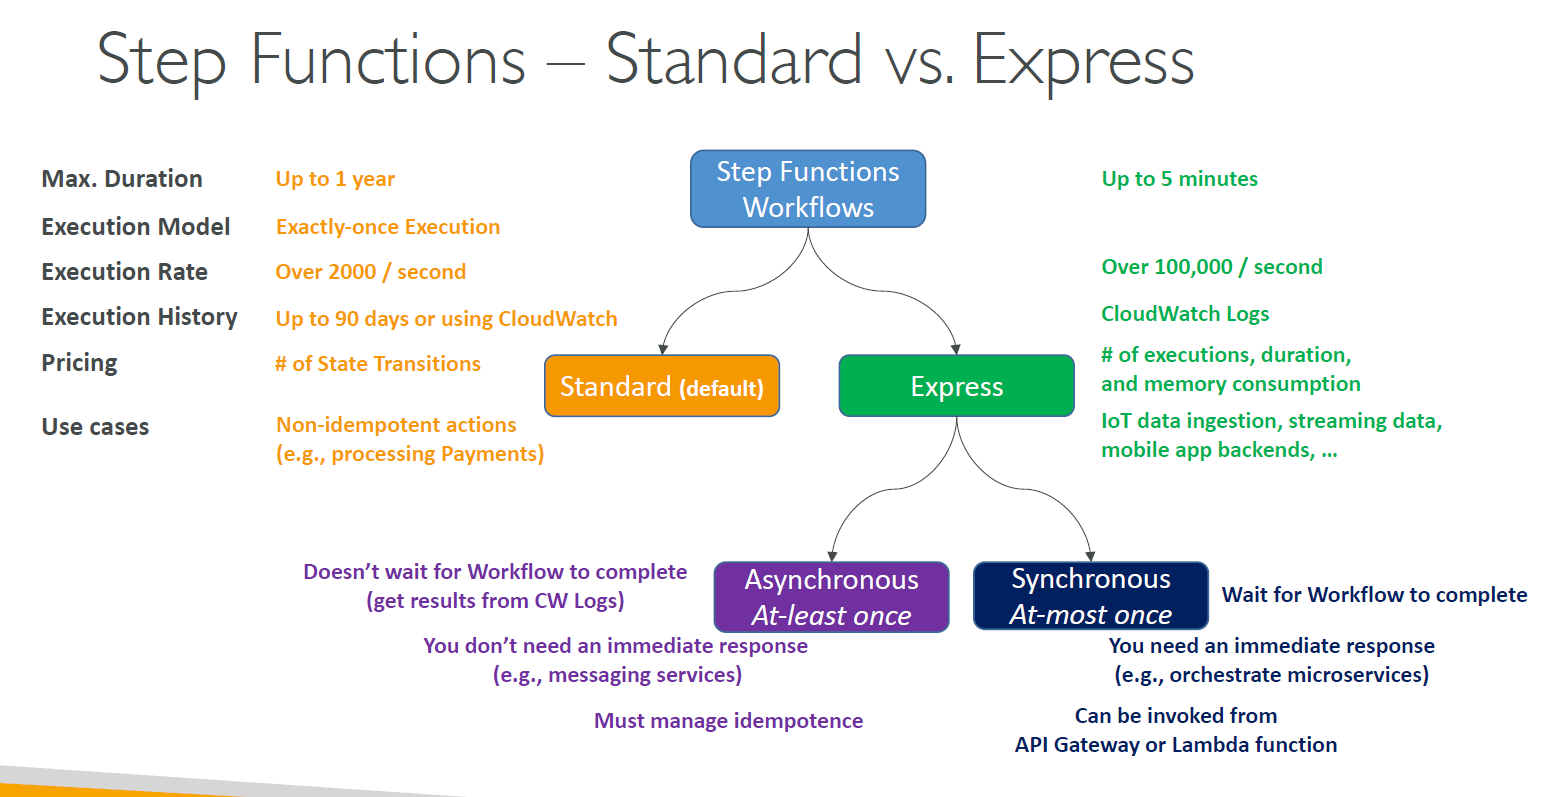 Step Functions – Standard vs. Express
Max. Duration
Up to 1 year
Step Functions
Workflows
Up to 5 minutes
Execution Model
Exactly-once Execution
Execution Rate
Over 2000 / second
Over 100,000 / second
Execution History
Up to 90 days or using CloudWatch
CloudWatch Logs
Pricing
# of State Transitions
# of executions, duration,
and memory consumption
Standard (default)
Express
Use cases
Non-idempotent actions
(e.g., processing Payments)
IoT data ingestion, streaming data,
mobile app backends, …
Doesn’t wait for Workflow to complete
(get results from CW Logs)
Asynchronous
At-least once
Synchronous
At-most once
Wait for Workflow to complete
You don’t need an immediate response
(e.g., messaging services)
You need an immediate response
(e.g., orchestrate microservices)
Must manage idempotence
Can be invoked from
API Gateway or Lambda function